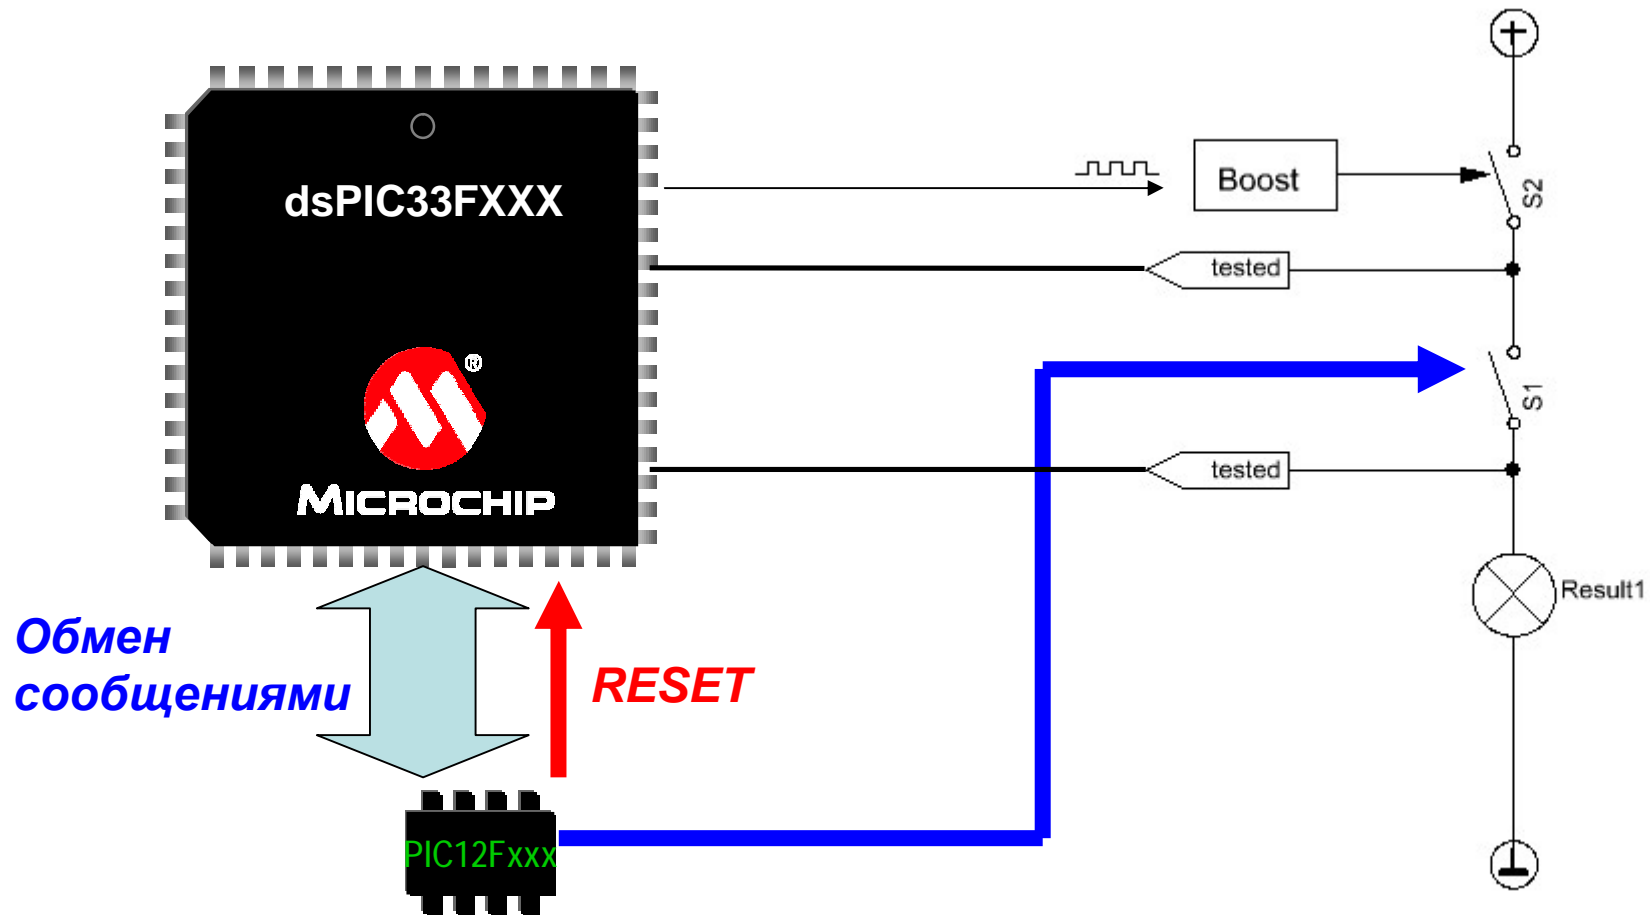 dsPIC33FXXX
Boost
S2
tested
®
S1
tested
MICROCHIP
Result1
Обмен
сообщениями
RESET
PIC12Fxxx